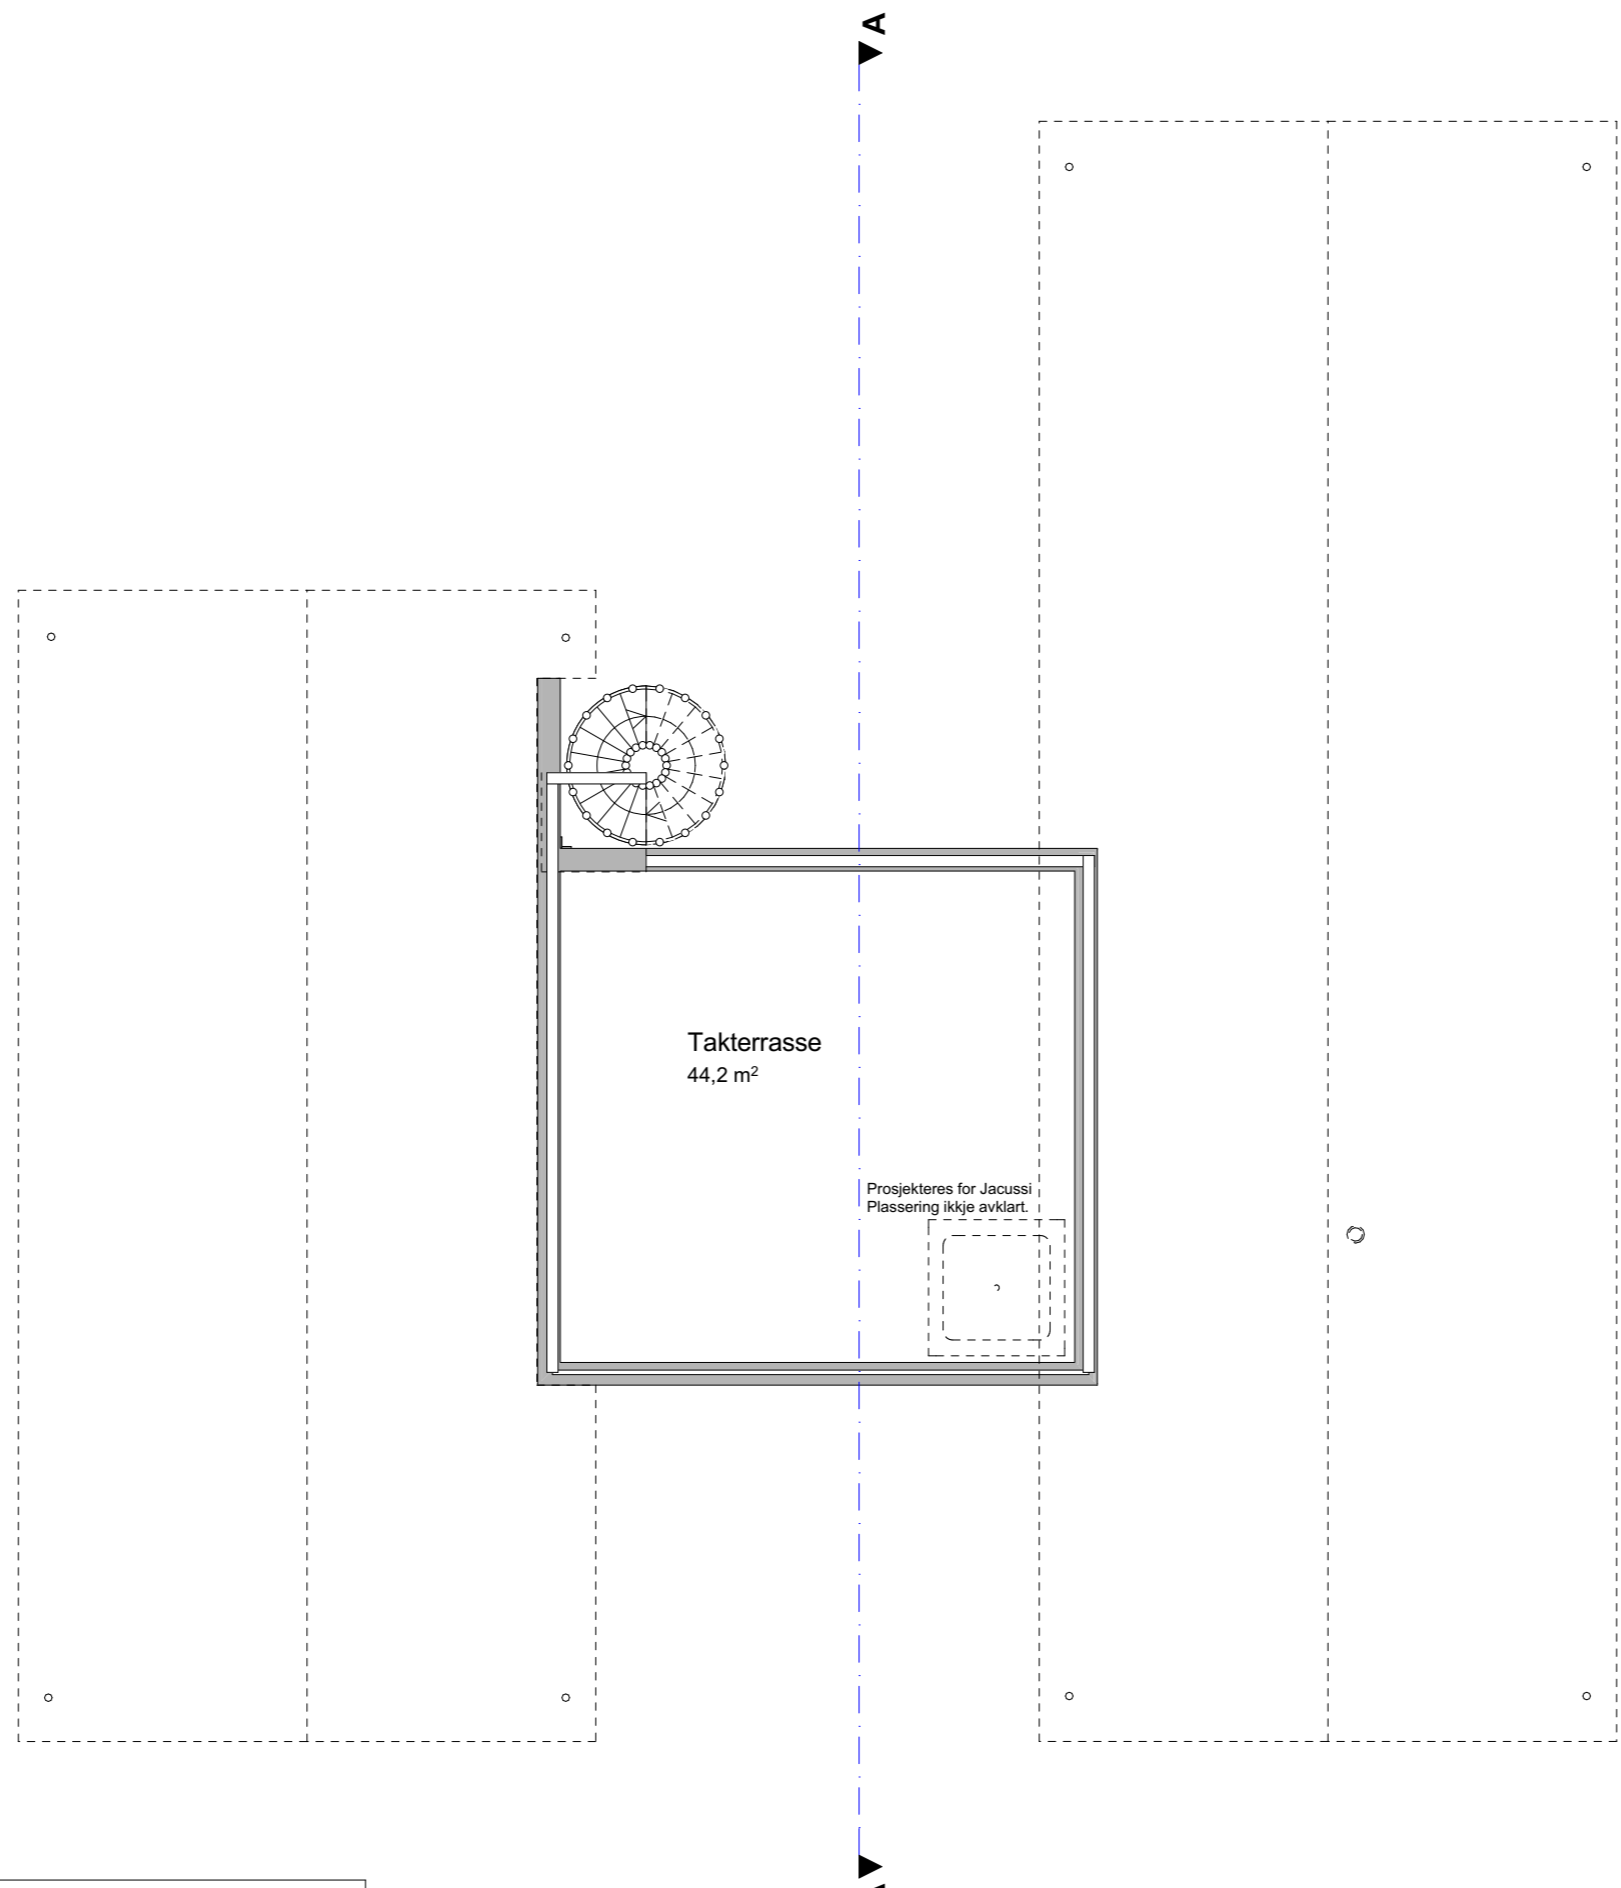 A
Takterrasse
44,2 m²
Prosjekteres for Jacussi
Plassering ikkje avklart.